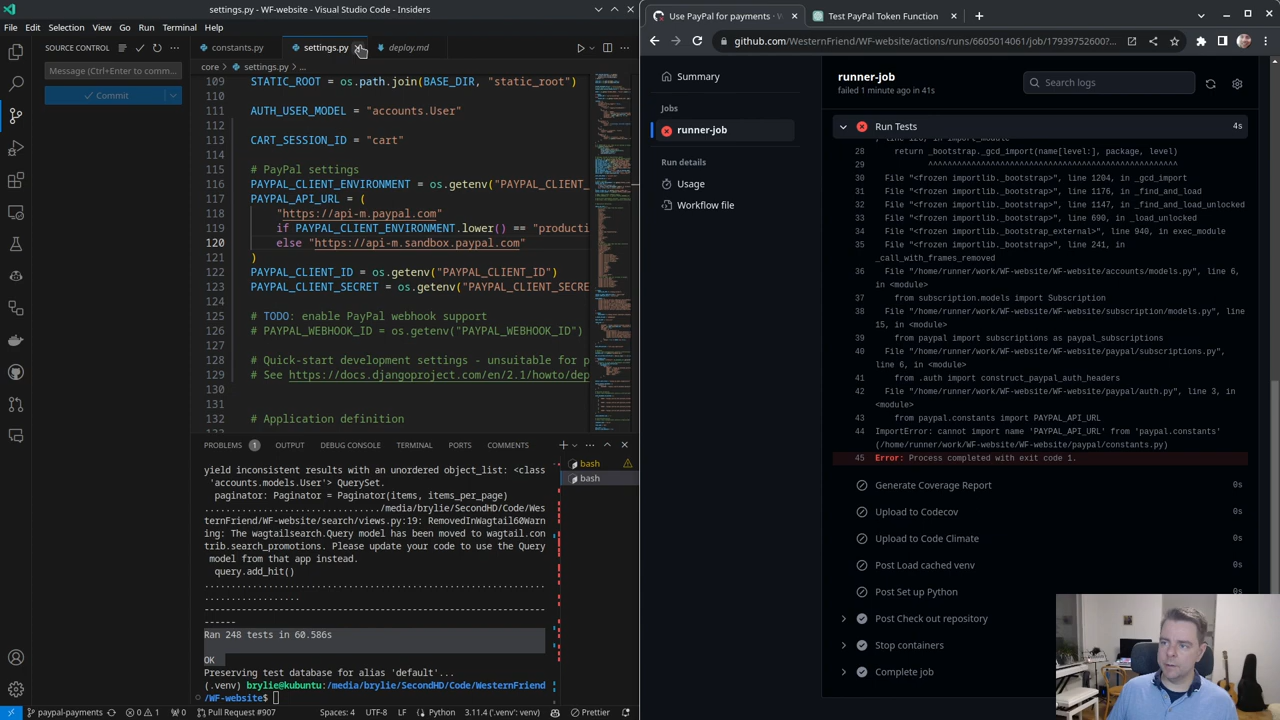 settings.py - WF-website - Visual Studio Code - Insiders
File Edit Selection View Go Run Terminal Help
SOURCE CONTROL
Message (Ctrl+Enter to comm...
Commit
constants.py
settings.py
deploy.md
core > settings.py > ...
109 STATIC_ROOT = os.path.join(BASE_DIR, "static_root")
110
111 AUTH_USER_MODEL = "accounts.User"
112
113 CART_SESSION_ID = "cart"
114
115 # PayPal settings
116 PAYPAL_CLIENT_ENVIRONMENT = os.getenv("PAYPAL_CLIENT_
117 PAYPAL_API_URL = (
118 "https://api-m.paypal.com"
119 if PAYPAL_CLIENT_ENVIRONMENT.lower() == "producti
120 else "https://api-m.sandbox.paypal.com"
121 )
122 PAYPAL_CLIENT_ID = os.getenv("PAYPAL_CLIENT_ID")
123 PAYPAL_CLIENT_SECRET = os.getenv("PAYPAL_CLIENT_SECRE
124
125 # TODO: enable PayPal webhook support
126 # PAYPAL_WEBHOOK_ID = os.getenv("PAYPAL_WEBHOOK_ID")
127
128 # Quick-start development settings - unsuitable for p
129 # See https://docs.djangoproject.com/en/2.1/howto/dep
130
131
132 # Application definition
PROBLEMS 1 OUTPUT DEBUG CONSOLE TERMINAL PORTS COMMENTS
yield inconsistent results with an unordered object_list: <class
'accounts.models.User'> QuerySet.
paginator: Paginator = Paginator(items, items_per_page)
............................../media/brylie/SecondHD/Code/Wes
ternFriend/WF-website/search/views.py:19: RemovedInWagtail60Warn
ing: The wagtailsearch.Query model has been moved to wagtail.con
trib.search_promotions. Please update your code to use the Query
model from that app instead.
query.add_hit()
................................................................
..................
----------------------------------------------------------------
------
Ran 248 tests in 60.586s
OK
Preserving test database for alias 'default'...
(.venv) brylie@kubuntu:/media/brylie/SecondHD/Code/WesternFriend
/WF-website$
bash
bash
paypal-payments 0 1 0 Pull Request #907 Spaces: 4 UTF-8 LF Python 3.11.4 ('.venv': venv) Prettier
Use PayPal for payments ·
Test PayPal Token Function
github.com/WesternFriend/WF-website/actions/runs/6605014061/job/1793975260?...
Summary
Jobs
runner-job
Run details
Usage
Workflow file
runner-job
failed 1 minute ago in 41s
Search logs
Run Tests 4s
28 return _bootstrap._gcd_import(name[level:], package, level)
29 ^^^^^^^^^^^^^^^^^^^^^^^^^^^^^^^^^^^^^^^^^^^^^^^^
30 File "<frozen importlib._bootstrap>", line 1204, in _gcd_import
31 File "<frozen importlib._bootstrap>", line 1176, in _find_and_load
32 File "<frozen importlib._bootstrap>", line 1147, in _find_and_load_unlocked
33 File "<frozen importlib._bootstrap>", line 690, in _load_unlocked
34 File "<frozen importlib._bootstrap_external>", line 940, in exec_module
35 File "<frozen importlib._bootstrap>", line 241, in
_call_with_frames_removed
36 File "/home/runner/work/WF-website/WF-website/accounts/models.py", line 6,
in <module>
37 from subscription.models import Subscription
38 File "/home/runner/work/WF-website/WF-website/subscription/models.py", line
15, in <module>
39 from paypal import subscriptions as paypal_subscriptions
40 File "/home/runner/work/WF-website/WF-website/paypal/subscriptions.py",
line 6, in <module>
41 from .auth import construct_paypal_auth_headers
42 File "/home/runner/work/WF-website/WF-website/paypal/auth.py", line 3, in
<module>
43 from paypal.constants import PAYPAL_API_URL
44 ImportError: cannot import name 'PAYPAL_API_URL' from 'paypal.constants'
(/home/runner/work/WF-website/WF-website/paypal/constants.py)
45 Error: Process completed with exit code 1.
Generate Coverage Report 0s
Upload to Codecov 0s
Upload to Code Climate 0s
Post Load cached venv 0s
Post Set up Python 0s
Post Check out repository
Stop containers
Complete job